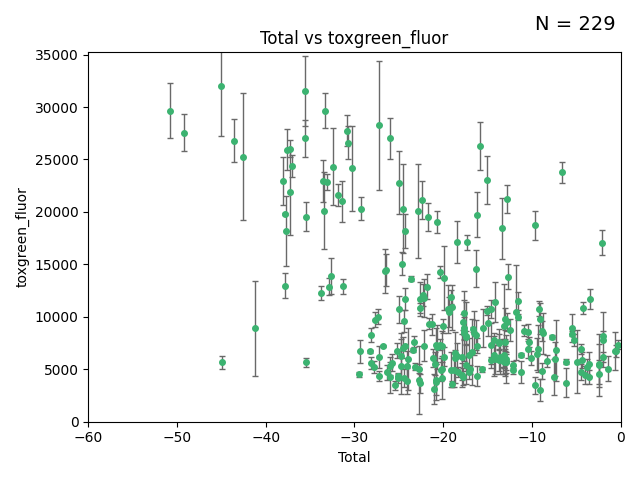 N = 229
Total vs toxgreen_fluor
35000
30000
25000
20000
15000
10000
5000
0
toxgreen_fluor
−60 −50 −40 −30 −20 −10 0
Total